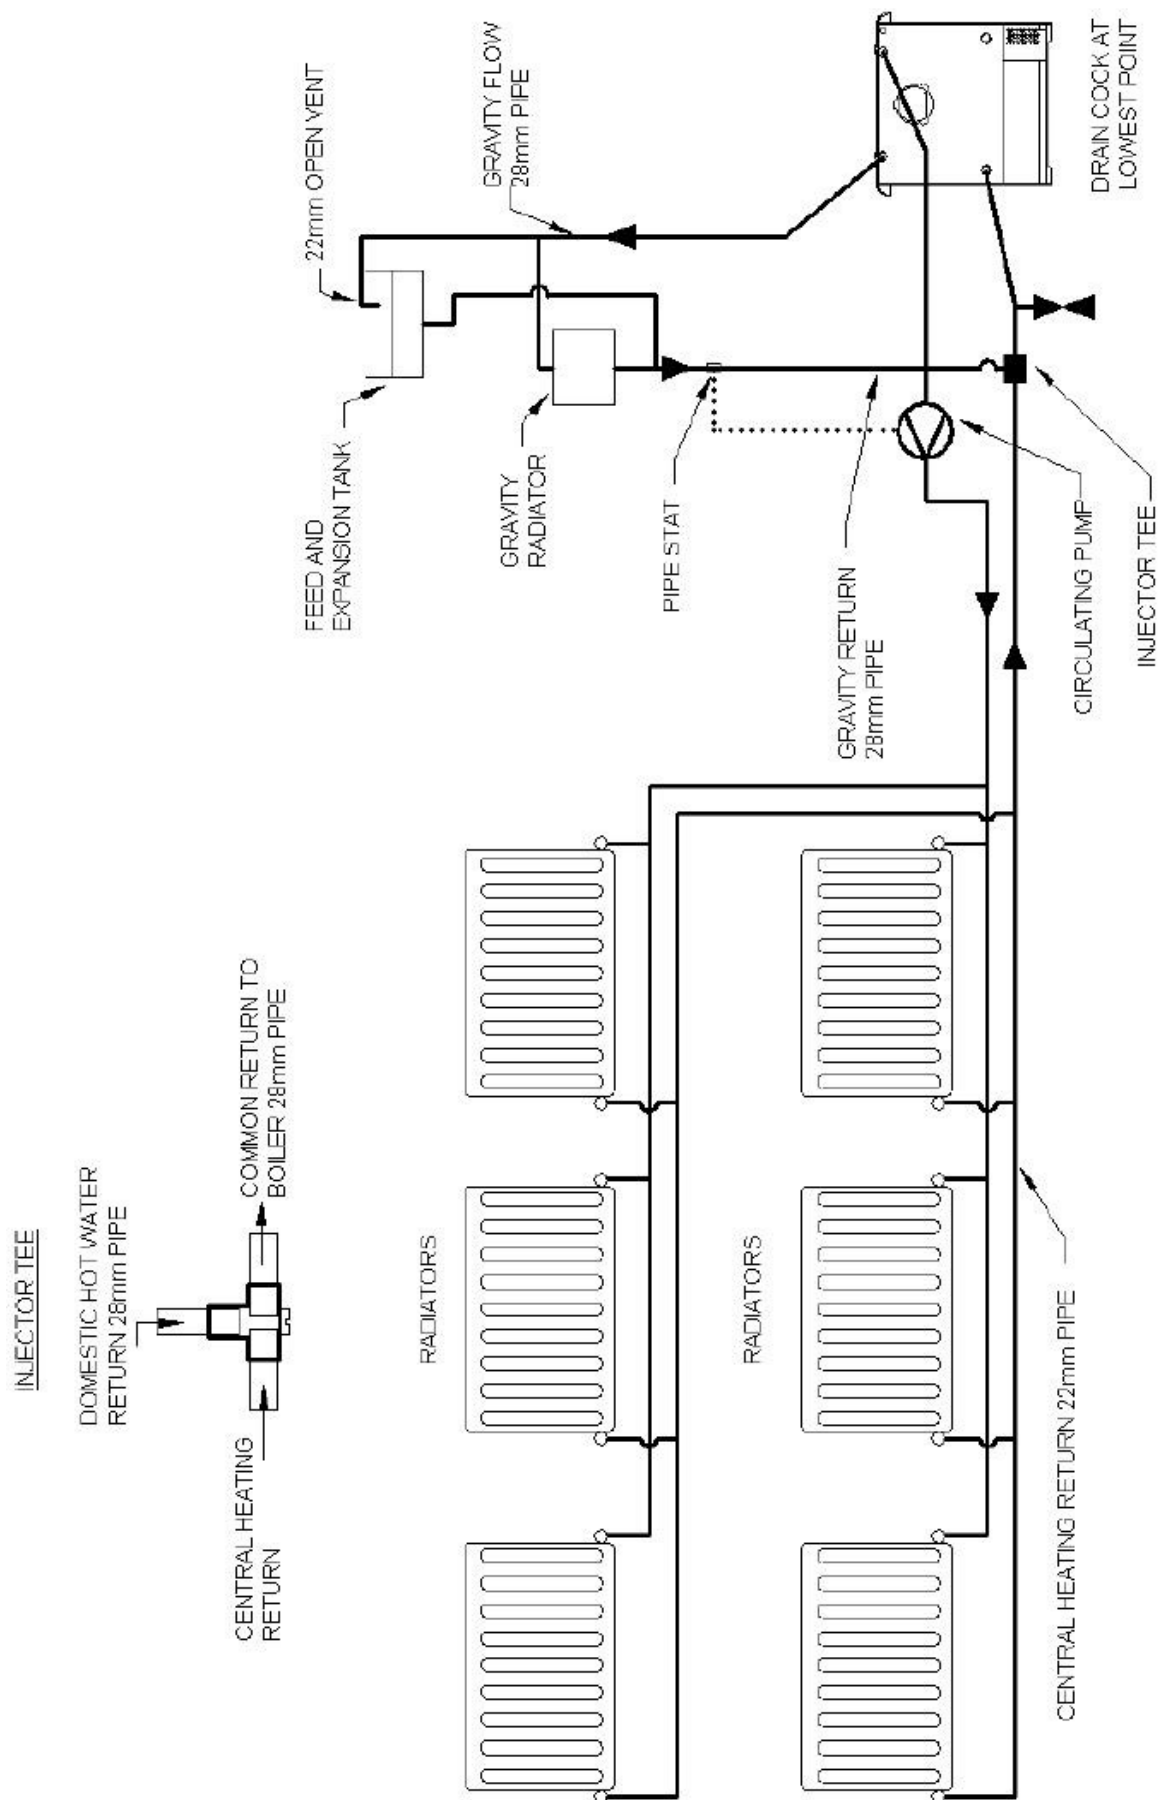 INJECTOR TEE
DOMESTIC HOT WATER
RETURN 28mm PIPE
CENTRAL HEATING
RETURN
COMMON RETURN TO
BOILER 28mm PIPE
FEED AND
EXPANSION TANK
22mm OPEN VENT
GRAVITY FLOW
28mm PIPE
GRAVITY
RADIATOR
PIPE STAT
GRAVITY RETURN
28mm PIPE
CIRCULATING PUMP
INJECTOR TEE
DRAIN COCK AT
LOWEST POINT
RADIATORS
RADIATORS
CENTRAL HEATING RETURN 22mm PIPE